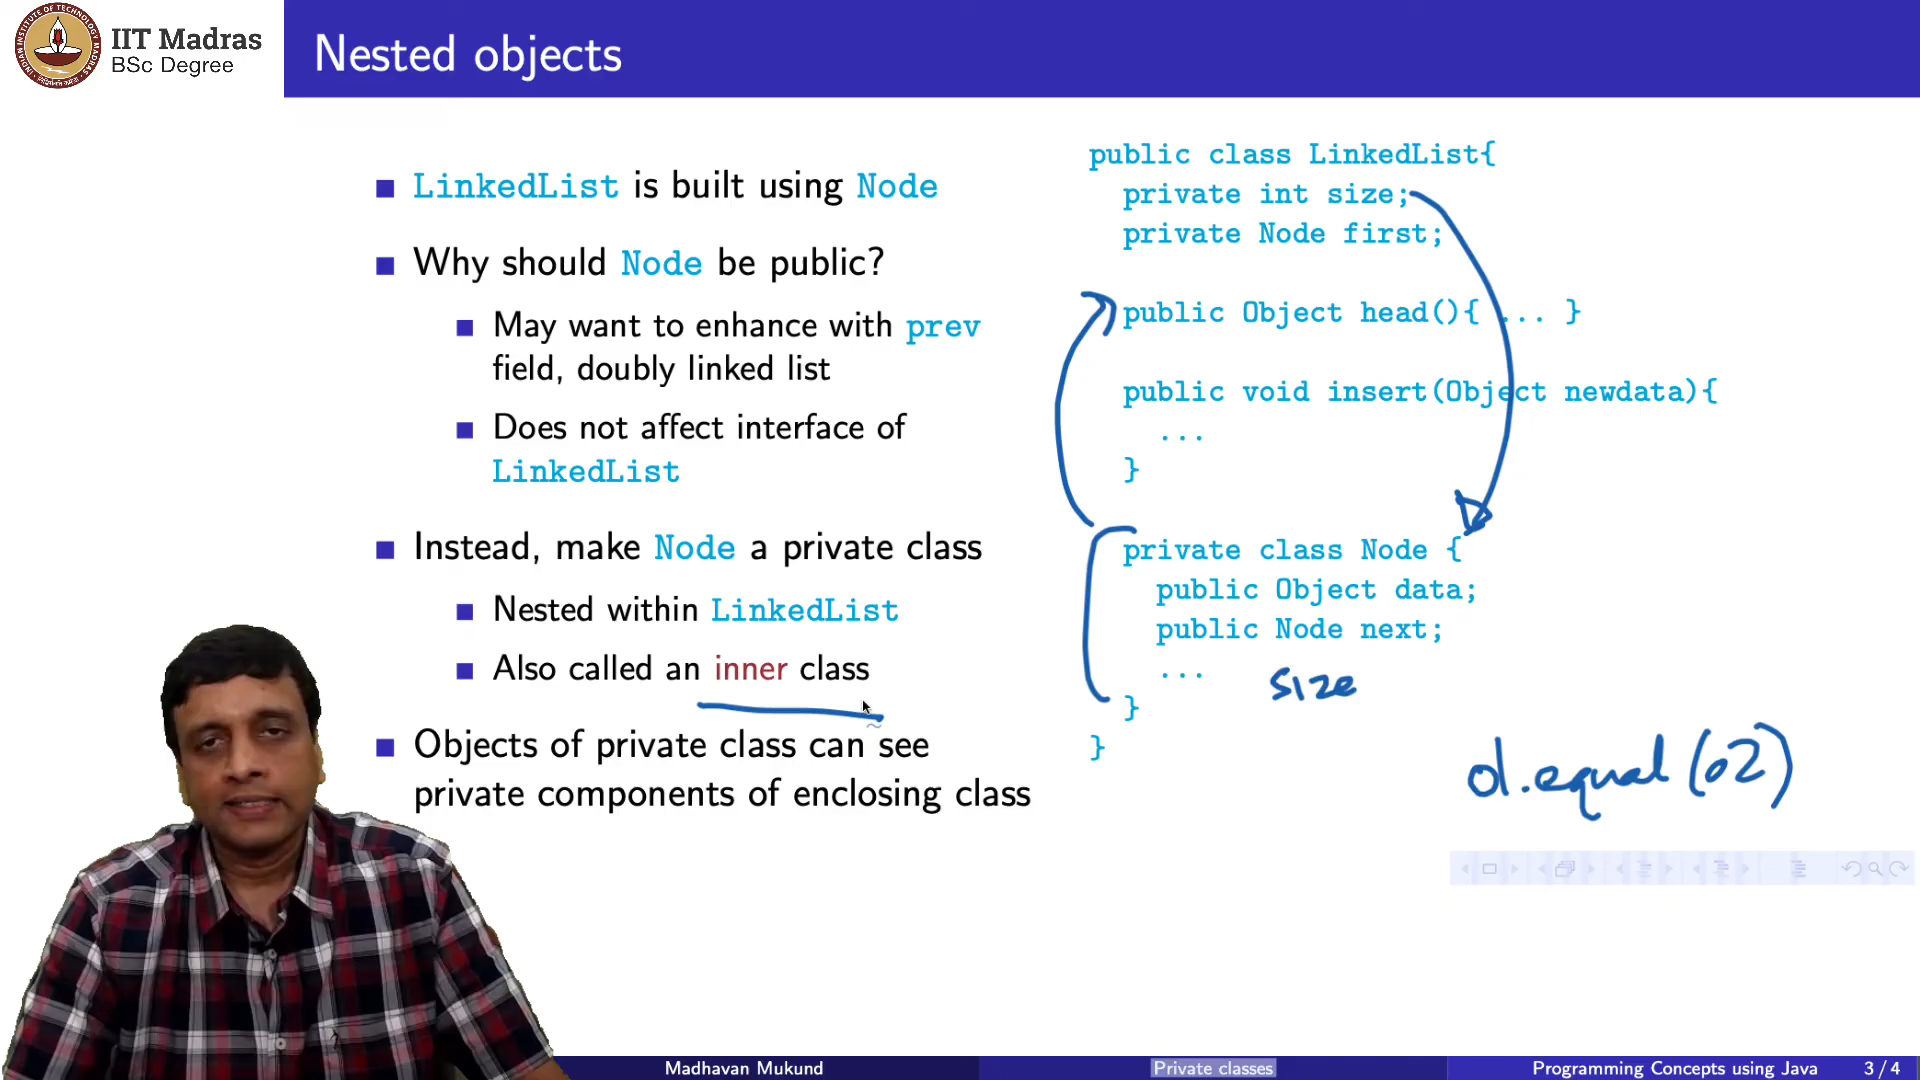 IIT Madras
BSc Degree
Nested objects
LinkedList is built using Node
Why should Node be public?
May want to enhance with prev
field, doubly linked list
Does not affect interface of
LinkedList
Instead, make Node a private class
Nested within LinkedList
Also called an inner class
Objects of private class can see
private components of enclosing class
public class LinkedList{
private int size;
private Node first;
public Object head(){ ... }
public void insert(Object newdata){
...
}
private class Node {
public Object data;
public Node next;
...
size
}
}
o1.equal(o2)
Madhavan Mukund
Private classes
Programming Concepts using Java
3 / 4